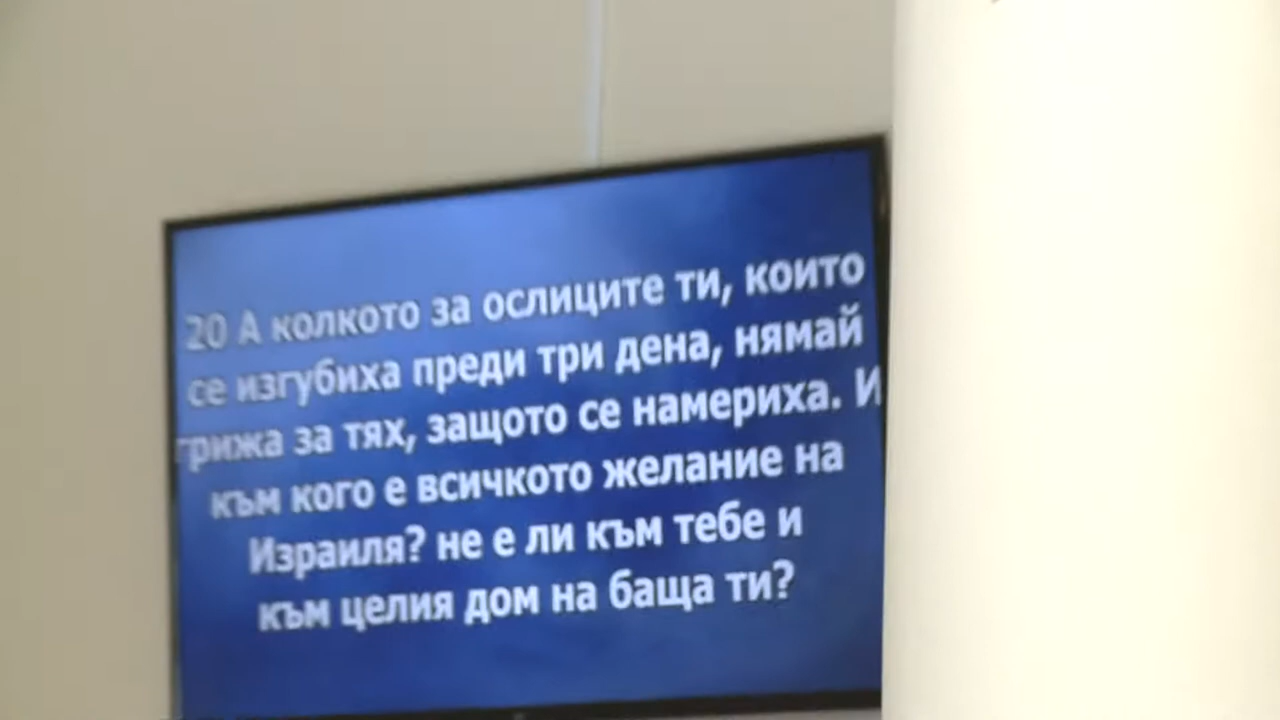 20 А колкото за ослиците ти, които
се изгубиха преди три дена, нямай
грижа за тях, защото се намериха. И
към кого е всичкото желание на
Израиля? не е ли към тебе и
към целия дом на баща ти?